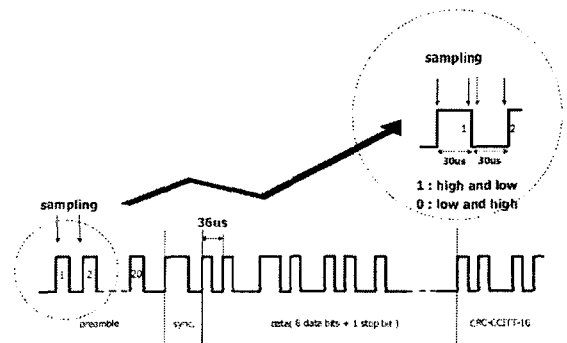 sampling
1 2
30us 30us
1 : high and low
0 : low and high
sampling
36us
1 2 20
preamble sync. data( 8 data bits + 1 stop bit ) CRC-CCITT-16